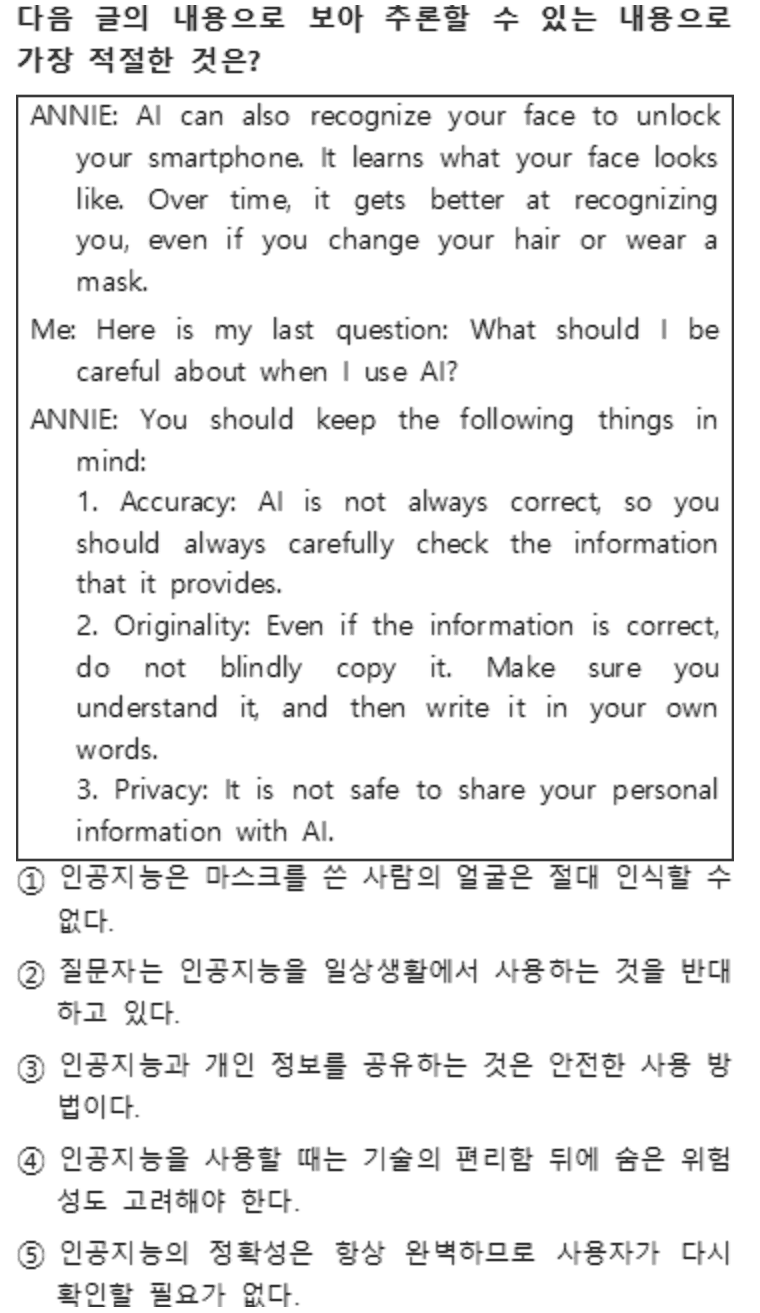 다음 글의 내용으로 보아 추론할 수 있는 내용으로
가장 적절한 것은?
ANNIE: AI can also recognize your face to unlock
your smartphone. It learns what your face looks
like. Over time, it gets better at recognizing
you, even if you change your hair or wear a
mask.
Me: Here is my last question: What should I be
careful about when I use AI?
ANNIE: You should keep the following things in
mind:
1. Accuracy: AI is not always correct, so you
should always carefully check the information
that it provides.
2. Originality: Even if the information is correct,
do not blindly copy it. Make sure you
understand it, and then write it in your own
words.
3. Privacy: It is not safe to share your personal
information with AI.
① 인공지능은 마스크를 쓴 사람의 얼굴은 절대 인식할 수
없다.
② 질문자는 인공지능을 일상생활에서 사용하는 것을 반대
하고 있다.
③ 인공지능과 개인 정보를 공유하는 것은 안전한 사용 방
법이다.
④ 인공지능을 사용할 때는 기술의 편리함 뒤에 숨은 위험
성도 고려해야 한다.
⑤ 인공지능의 정확성은 항상 완벽하므로 사용자가 다시
확인할 필요가 없다.